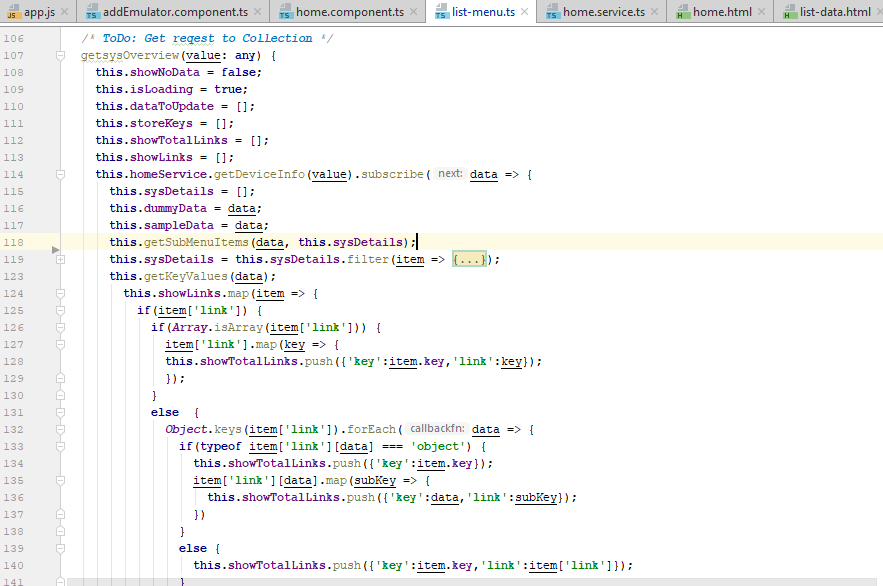 app.js addEmulator.component.ts home.component.ts list-menu.ts home.service.ts home.html list-data.html
106 /* ToDo: Get reqest to Collection */
107 getsysOverview(value: any) {
108 this.showNoData = false;
109 this.isLoading = true;
110 this.dataToUpdate = [];
111 this.storeKeys = [];
112 this.showTotalLinks = [];
113 this.showLinks = [];
114 this.homeService.getDeviceInfo(value).subscribe( next: data => {
115 this.sysDetails = [];
116 this.dummyData = data;
117 this.sampleData = data;
118 this.getSubMenuItems(data, this.sysDetails);
119 this.sysDetails = this.sysDetails.filter(item => {...});
123 this.getKeyValues(data);
124 this.showLinks.map(item => {
125 if(item['link']) {
126 if(Array.isArray(item['link'])) {
127 item['link'].map(key => {
128 this.showTotalLinks.push({'key':item.key,'link':key});
129 });
130 }
131 else {
132 Object.keys(item['link']).forEach( callbackfn: data => {
133 if(typeof item['link'][data] === 'object') {
134 this.showTotalLinks.push({'key':item.key});
135 item['link'][data].map(subKey => {
136 this.showTotalLinks.push({'key':data,'link':subKey});
137 })
138 }
139 else {
140 this.showTotalLinks.push({'key':item.key,'link':item['link']});
141 }